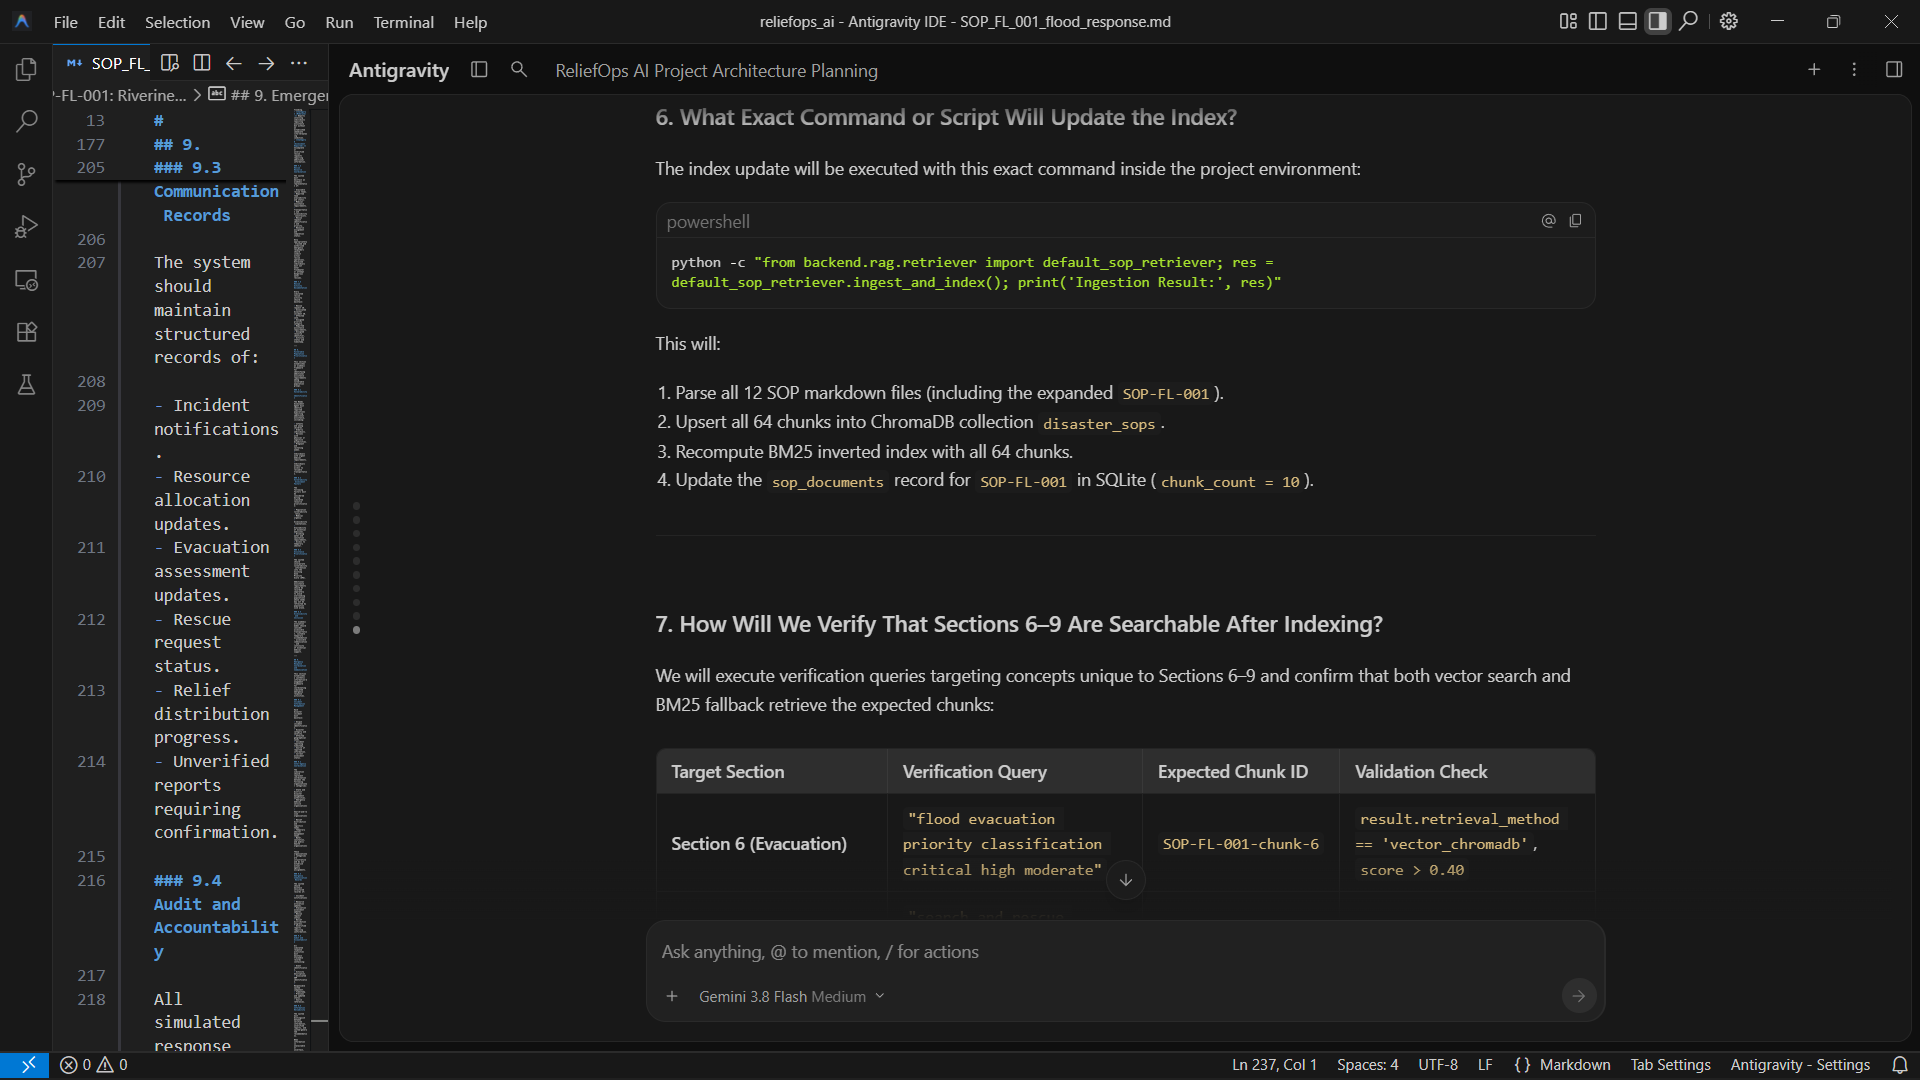 File Edit Selection View Go Run Terminal Help
reliefops_ai - Antigravity IDE - SOP_FL_001_flood_response.md
SOP_FL_
-FL-001: Riverine... > ## 9. Emerger
13 #
177 ## 9.
205 ### 9.3
Communication
Records
206
207 The system
should
maintain
structured
records of:
208
209 - Incident
notifications
.
210 - Resource
allocation
updates.
211 - Evacuation
assessment
updates.
212 - Rescue
request
status.
213 - Relief
distribution
progress.
214 - Unverified
reports
requiring
confirmation.
215
216 ### 9.4
Audit and
Accountabilit
y
217
218 All
simulated
response
Antigravity
ReliefOps AI Project Architecture Planning
6. What Exact Command or Script Will Update the Index?
The index update will be executed with this exact command inside the project environment:
powershell
python -c "from backend.rag.retriever import default_sop_retriever; res =
default_sop_retriever.ingest_and_index(); print('Ingestion Result:', res)"
This will:
1. Parse all 12 SOP markdown files (including the expanded SOP-FL-001 ).
2. Upsert all 64 chunks into ChromaDB collection disaster_sops .
3. Recompute BM25 inverted index with all 64 chunks.
4. Update the sop_documents record for SOP-FL-001 in SQLite ( chunk_count = 10 ).
7. How Will We Verify That Sections 6–9 Are Searchable After Indexing?
We will execute verification queries targeting concepts unique to Sections 6–9 and confirm that both vector search and
BM25 fallback retrieve the expected chunks:
Target Section Verification Query Expected Chunk ID Validation Check
Section 6 (Evacuation)
"flood evacuation
priority classification
critical high moderate"
SOP-FL-001-chunk-6
result.retrieval_method
== 'vector_chromadb' ,
score > 0.40
"search and rescue
Ask anything, @ to mention, / for actions
Gemini 3.8 Flash Medium
0 0
Ln 237, Col 1 Spaces: 4 UTF-8 LF {} Markdown Tab Settings Antigravity - Settings